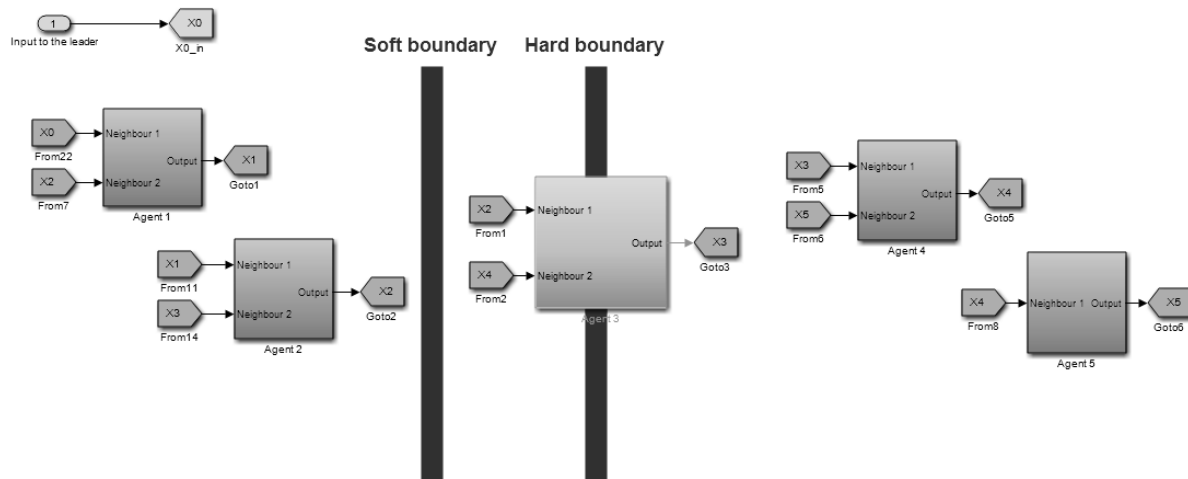 1
Input to the leader
X0
X0_in
Soft boundary
Hard boundary
X0
From22
X2
From7
Neighbour 1
Neighbour 2
Output
Agent 1
X1
Goto1
X1
From11
X3
From14
Neighbour 1
Neighbour 2
Output
Agent 2
X2
Goto2
X2
From1
X4
From2
Neighbour 1
Neighbour 2
Output
Agent 3
X3
Goto3
X3
From5
X5
From6
Neighbour 1
Neighbour 2
Output
Agent 4
X4
Goto5
X4
From8
Neighbour 1
Output
Agent 5
X5
Goto6